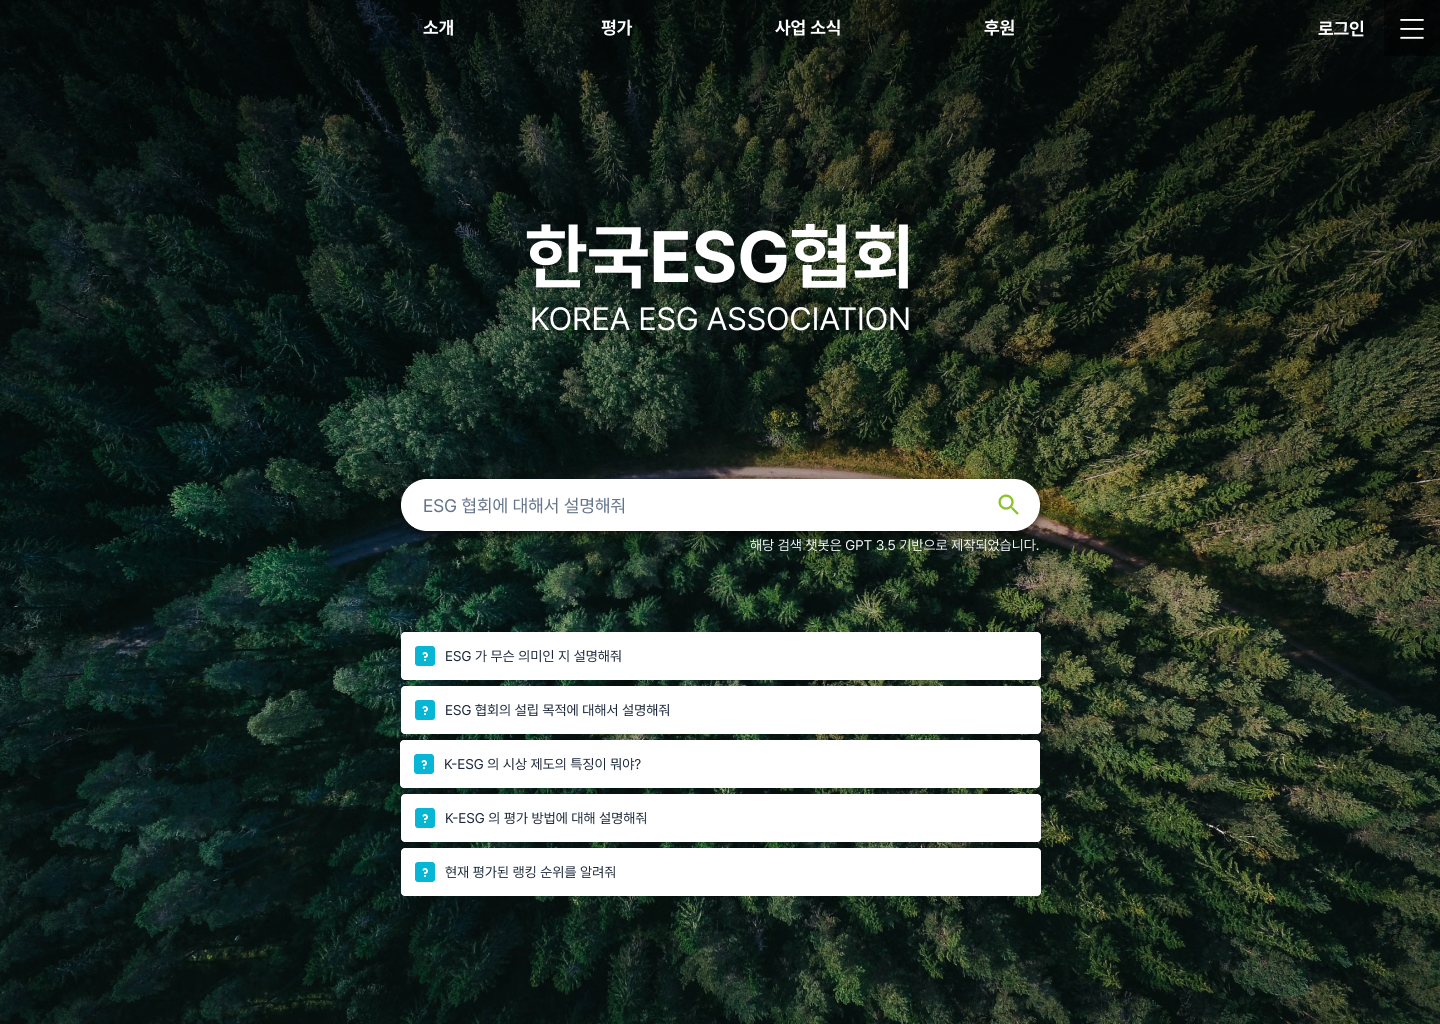 소개
평가
사업 소식
후원
로그인
한국ESG협회
KOREA ESG ASSOCIATION
ESG 협회에 대해서 설명해줘
해당 검색 챗봇은 GPT 3.5 기반으로 제작되었습니다.
? ESG 가 무슨 의미인 지 설명해줘
? ESG 협회의 설립 목적에 대해서 설명해줘
? K-ESG 의 시상 제도의 특징이 뭐야?
? K-ESG 의 평가 방법에 대해 설명해줘
? 현재 평가된 랭킹 순위를 알려줘